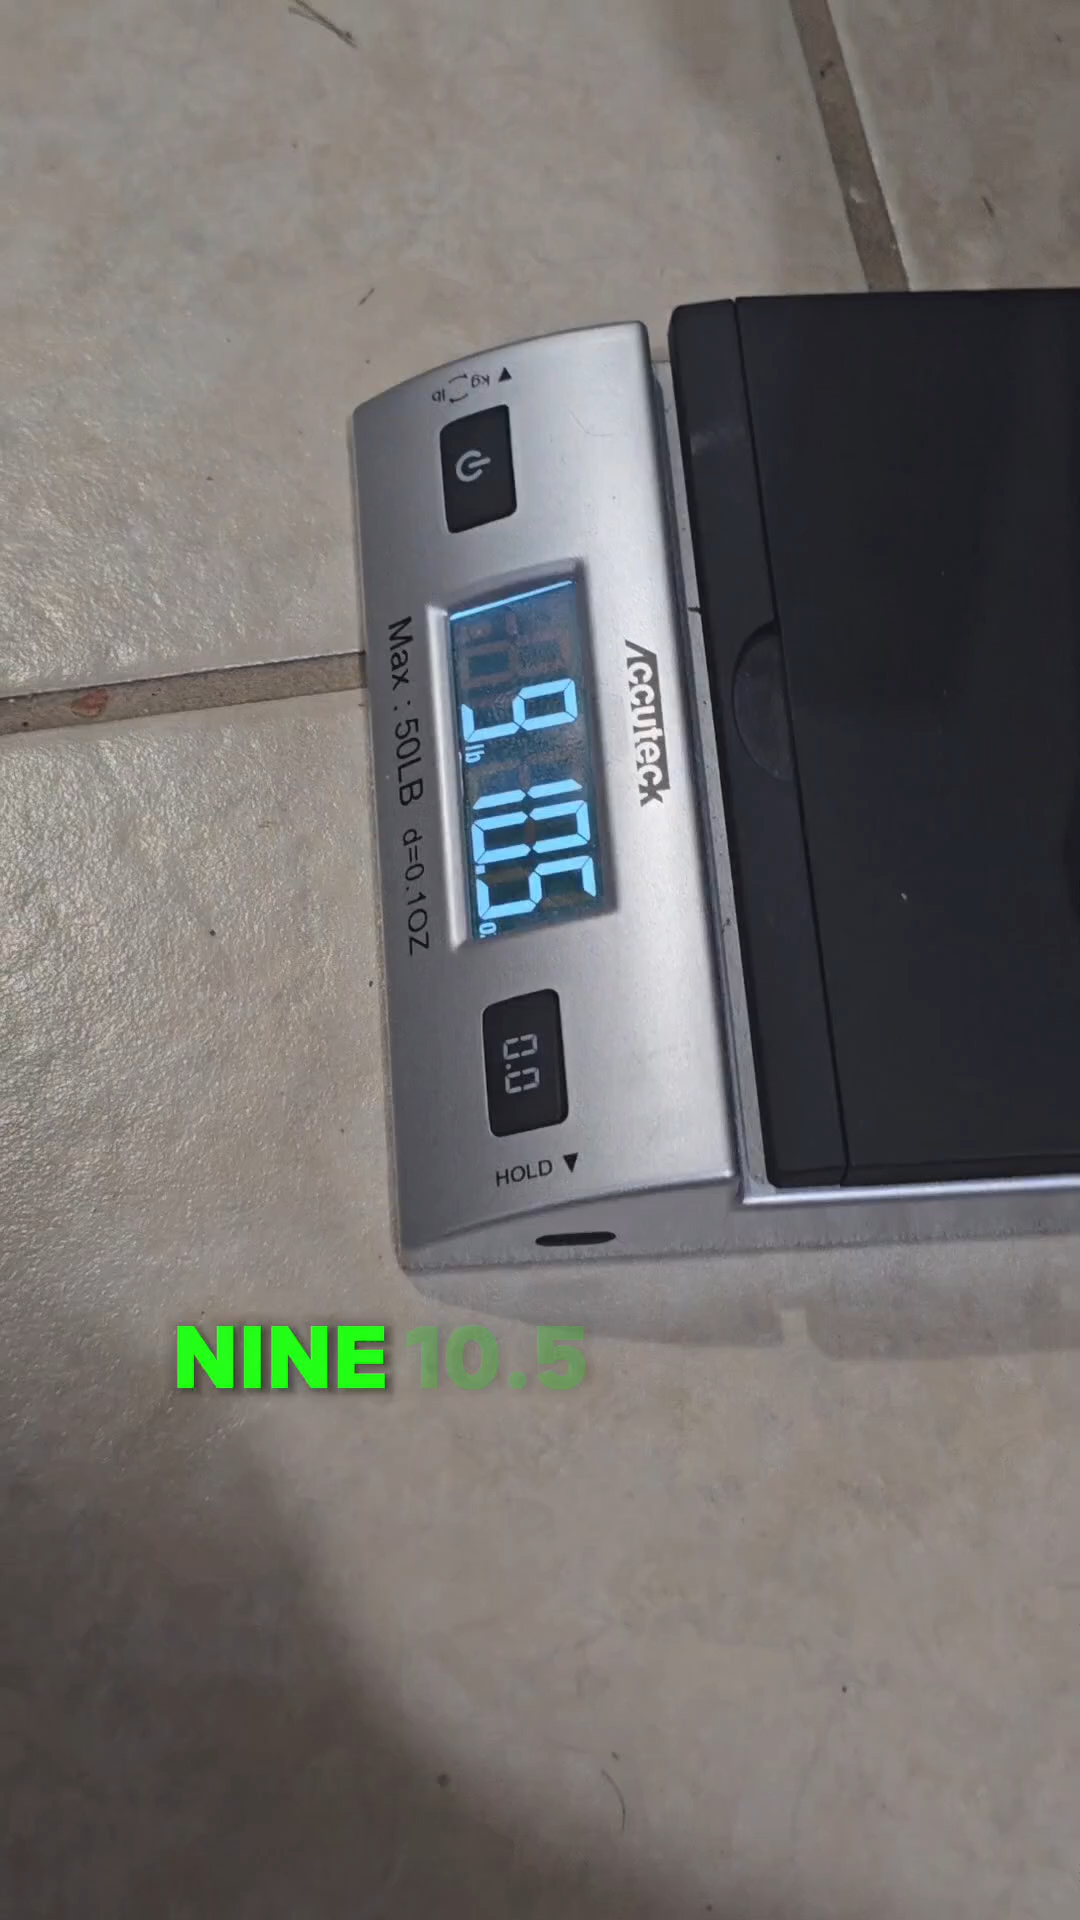 kg lb
Accuteck
9 lb 10.5 oz
Max : 50LB d=0.1OZ
0.0
HOLD
NINE 10.5